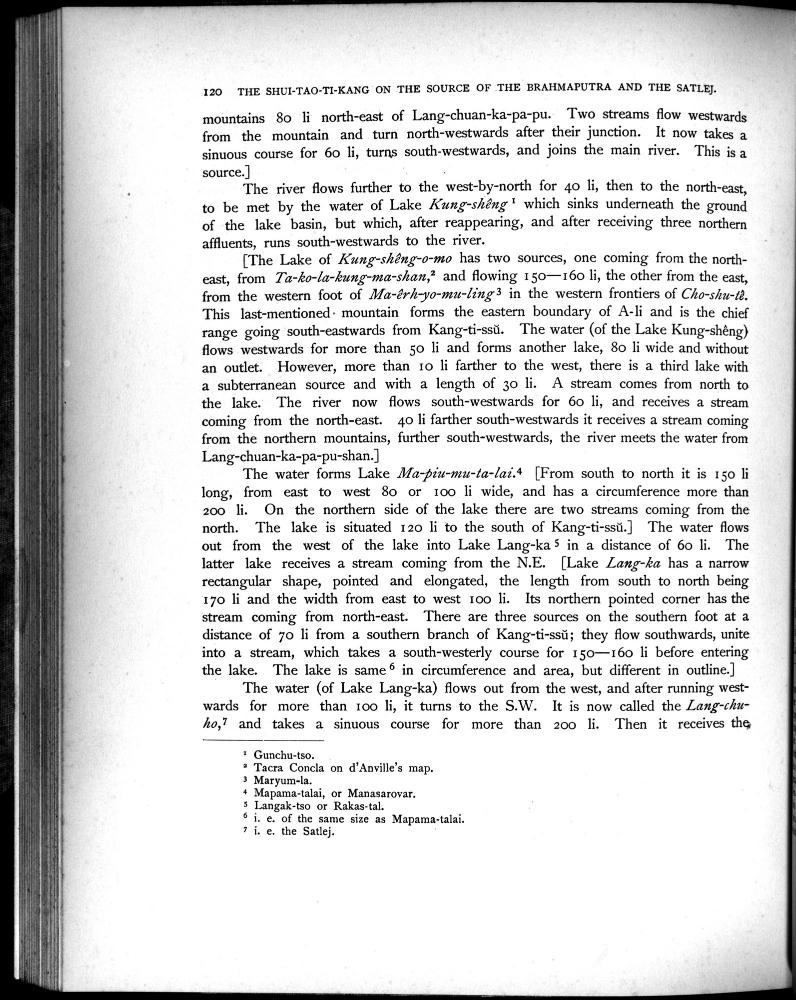 120 THE SHUI-TAO-TI-KANG ON THE SOURCE OF THE BRAHMAPUTRA AND THE SATLEJ.
mountains 80 li north-east of Lang-chuan-ka-pa-pu. Two streams flow westwards
from the mountain and turn north-westwards after their junction. It now takes a
sinuous course for 60 li, turns south-westwards, and joins the main river. This is a
source.]
The river flows further to the west-by-north for 40 li, then to the north-east,
to be met by the water of Lake Kung-shêng ¹ which sinks underneath the ground
of the lake basin, but which, after reappearing, and after receiving three northern
affluents, runs south-westwards to the river.
[The Lake of Kung-shêng-o-mo has two sources, one coming from the north-
east, from Ta-ko-la-kung-ma-shan,² and flowing 150—160 li, the other from the east,
from the western foot of Ma-êrh-yo-mu-ling ³ in the western frontiers of Cho-shu-tê.
This last-mentioned mountain forms the eastern boundary of A-li and is the chief
range going south-eastwards from Kang-ti-ssŭ. The water (of the Lake Kung-shêng)
flows westwards for more than 50 li and forms another lake, 80 li wide and without
an outlet. However, more than 10 li farther to the west, there is a third lake with
a subterranean source and with a length of 30 li. A stream comes from north to
the lake. The river now flows south-westwards for 60 li, and receives a stream
coming from the north-east. 40 li farther south-westwards it receives a stream coming
from the northern mountains, further south-westwards, the river meets the water from
Lang-chuan-ka-pa-pu-shan.]
The water forms Lake Ma-piu-mu-ta-lai.⁴ [From south to north it is 150 li
long, from east to west 80 or 100 li wide, and has a circumference more than
200 li. On the northern side of the lake there are two streams coming from the
north. The lake is situated 120 li to the south of Kang-ti-ssŭ.] The water flows
out from the west of the lake into Lake Lang-ka ⁵ in a distance of 60 li. The
latter lake receives a stream coming from the N.E. [Lake Lang-ka has a narrow
rectangular shape, pointed and elongated, the length from south to north being
170 li and the width from east to west 100 li. Its northern pointed corner has the
stream coming from north-east. There are three sources on the southern foot at a
distance of 70 li from a southern branch of Kang-ti-ssŭ; they flow southwards, unite
into a stream, which takes a south-westerly course for 150—160 li before entering
the lake. The lake is same ⁶ in circumference and area, but different in outline.]
The water (of Lake Lang-ka) flows out from the west, and after running west-
wards for more than 100 li, it turns to the S.W. It is now called the Lang-chu-
ho,⁷ and takes a sinuous course for more than 200 li. Then it receives the
¹ Gunchu-tso.
² Tacra Concla on d'Anville's map.
³ Maryum-la.
⁴ Mapama-talai, or Manasarovar.
⁵ Langak-tso or Rakas-tal.
⁶ i. e. of the same size as Mapama-talai.
⁷ i. e. the Satlej.